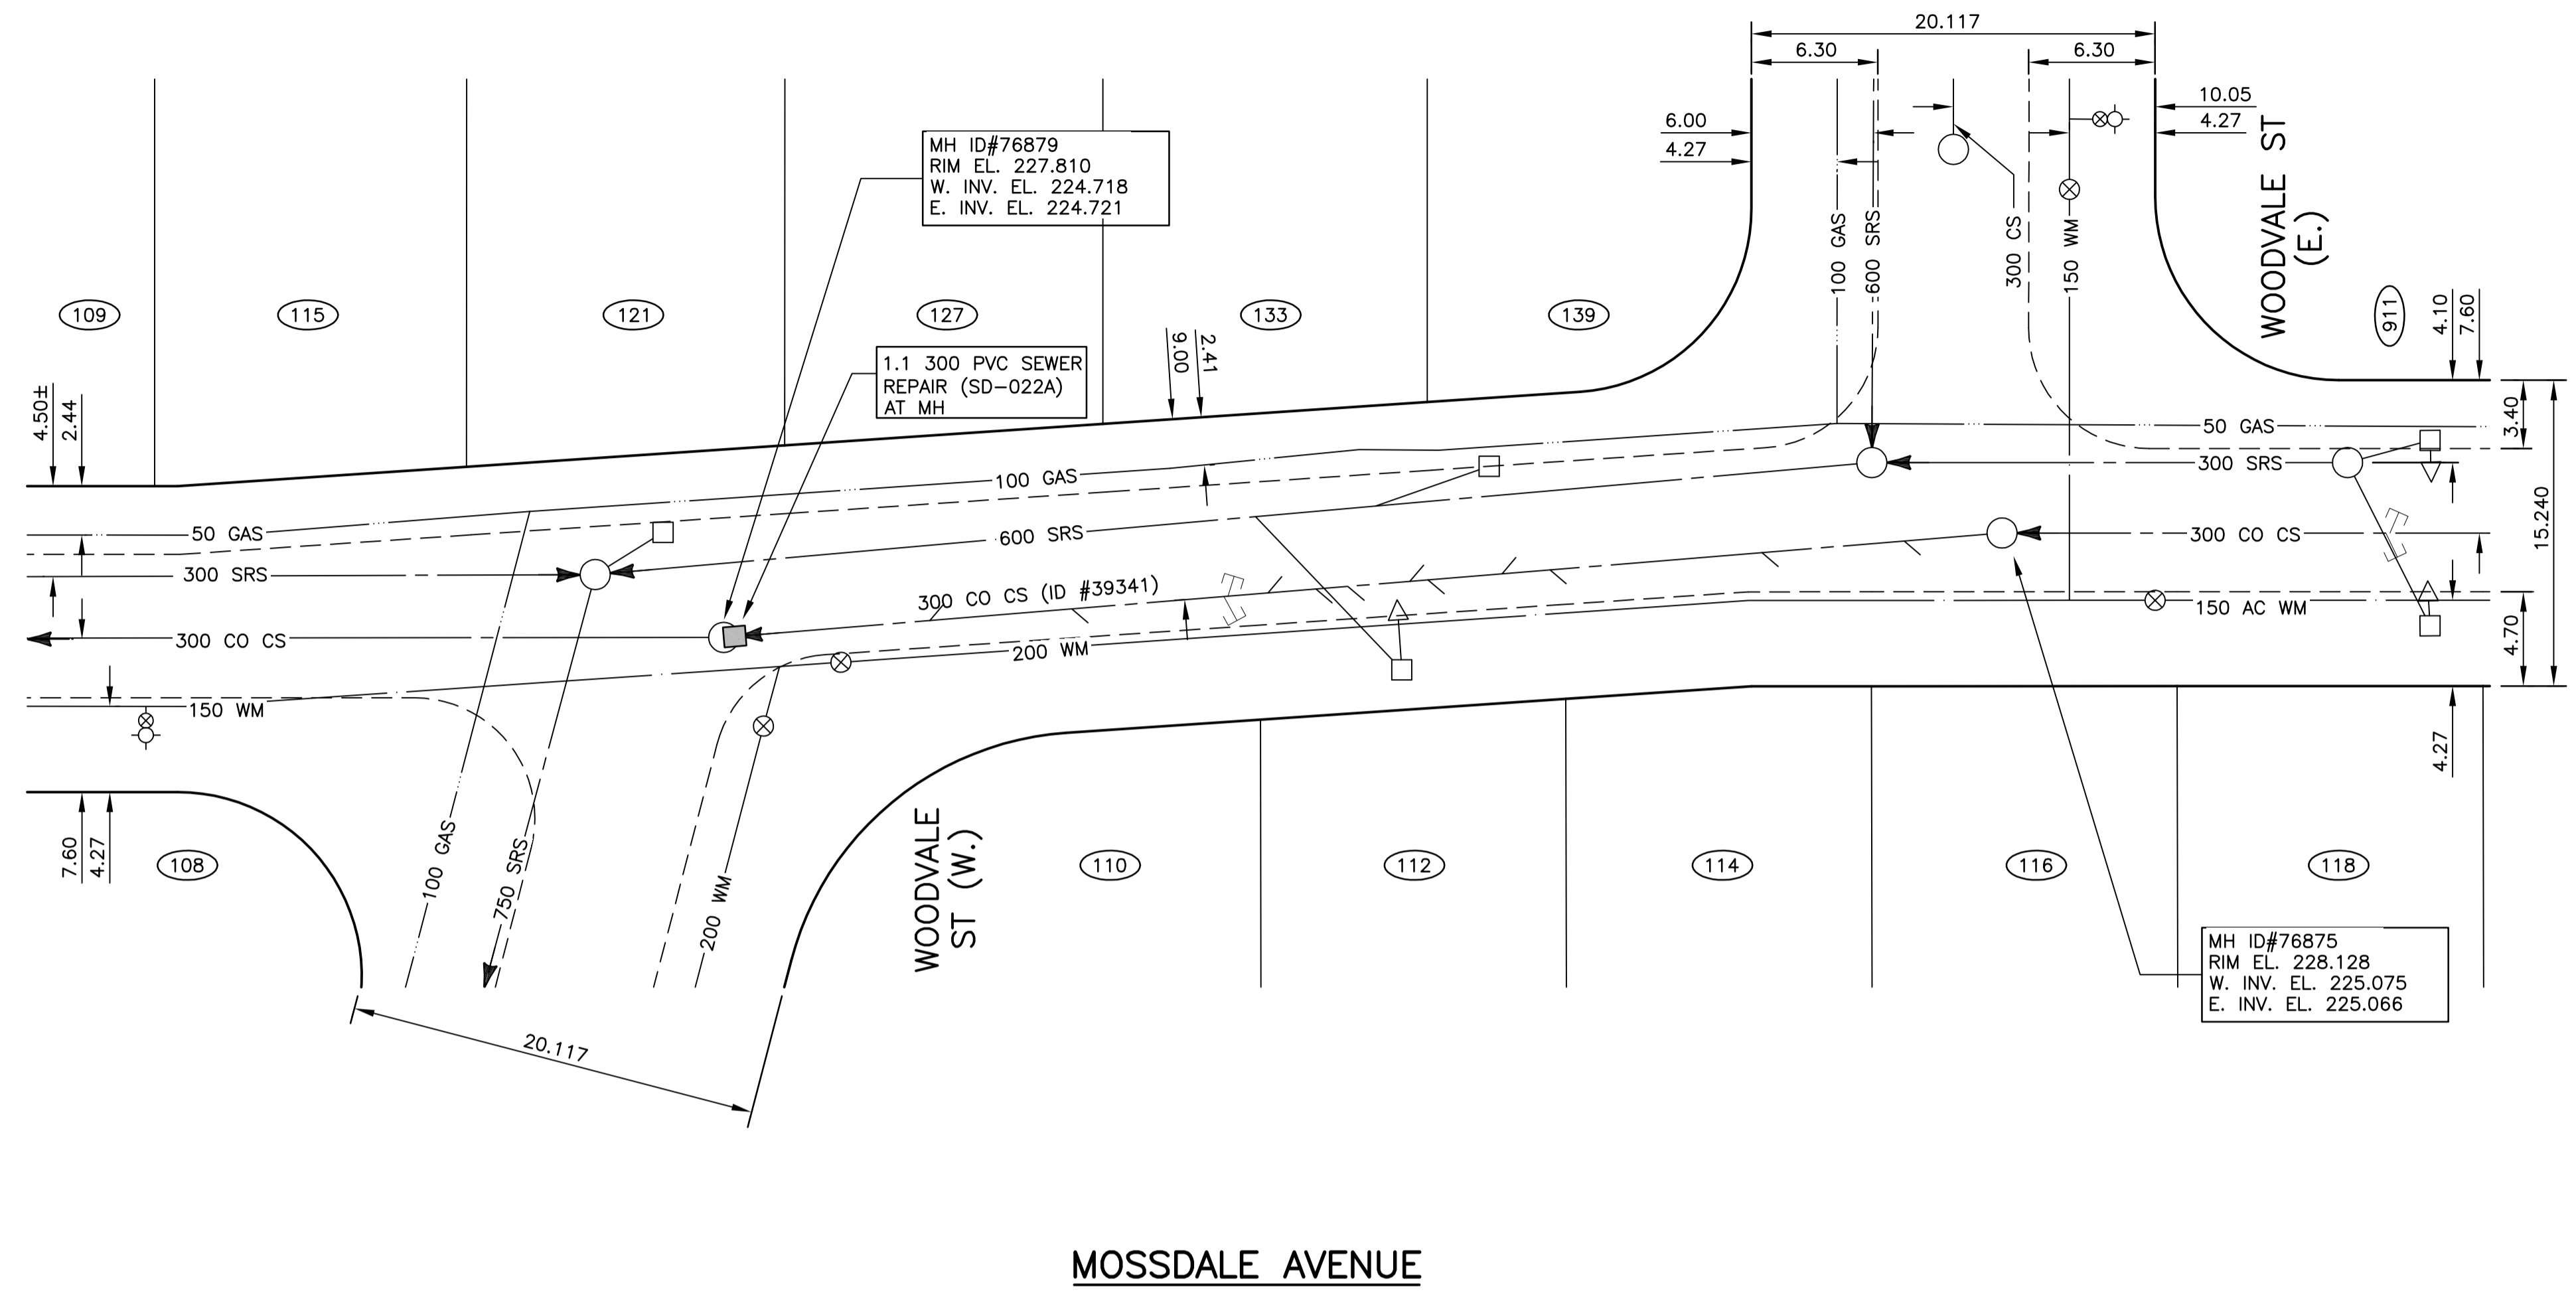 20.117
6.30
6.30
10.05
4.27
6.00
4.27
MH ID#76879
RIM EL. 227.810
W. INV. EL. 224.718
E. INV. EL. 224.721
100 GAS
600 SRS
300 CS
150 WM
WOODVALE ST
(E.)
109
115
121
127
133
139
911
4.10
7.60
1.1 300 PVC SEWER
REPAIR (SD-022A)
AT MH
9.00
2.41
4.50±
2.44
3.40
50 GAS
100 GAS
300 SRS
50 GAS
600 SRS
15.240
300 CO CS
300 SRS
300 CO CS (ID #39341)
150 AC WM
300 CO CS
200 WM
4.70
150 WM
4.27
7.60
4.27
108
100 GAS
750 SRS
200 WM
WOODVALE
ST (W.)
110
112
114
116
118
MH ID#76875
RIM EL. 228.128
W. INV. EL. 225.075
E. INV. EL. 225.066
20.117
MOSSDALE AVENUE